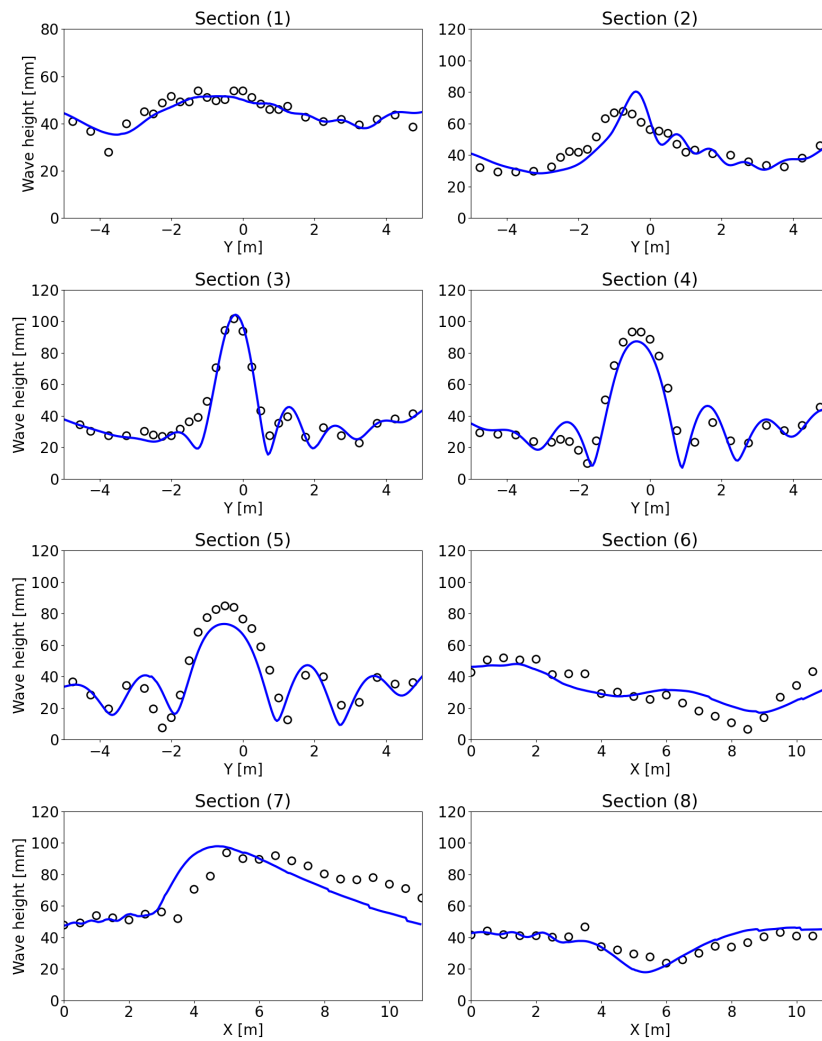 Section (1)
Wave height [mm]
80
60
40
20
0
−4 −2 0 2 4
Y [m]
Section (2)
120
100
80
60
40
20
0
−4 −2 0 2 4
Y [m]
Section (3)
Wave height [mm]
120
100
80
60
40
20
0
−4 −2 0 2 4
Y [m]
Section (4)
120
100
80
60
40
20
0
−4 −2 0 2 4
Y [m]
Section (5)
Wave height [mm]
120
100
80
60
40
20
0
−4 −2 0 2 4
Y [m]
Section (6)
120
100
80
60
40
20
0
0 2 4 6 8 10
X [m]
Section (7)
Wave height [mm]
120
100
80
60
40
20
0
0 2 4 6 8 10
X [m]
Section (8)
120
100
80
60
40
20
0
0 2 4 6 8 10
X [m]